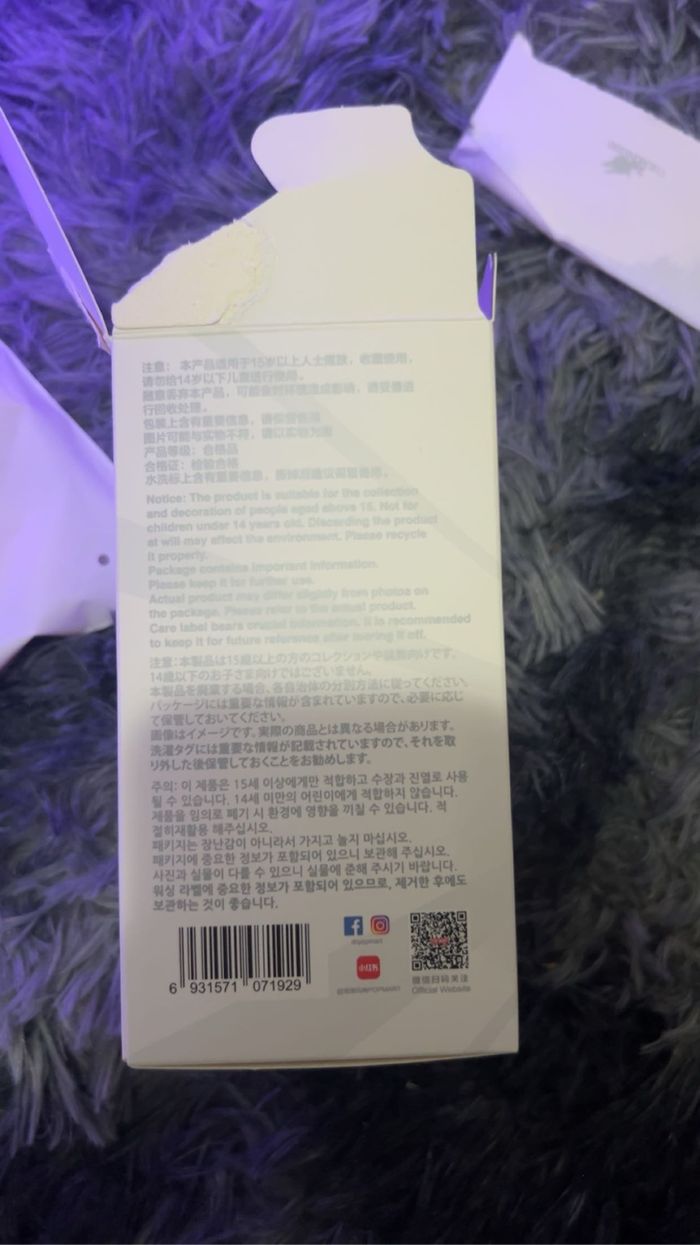 注意: 本产品适用于15岁以上人士佩族，收藏使用，
请勿给14岁以下儿童进行使用。
随意丢弃本产品，可能会对环境造成影响，请妥善进
行回收处理。
包装上含有重要信息，请保留备用
图片可能与实物不符，请以实物为准
产品等级: 合格品
合格证: 检验合格
水洗标上含有重要信息，撕掉后建议保留备用。
Notice: The product is suitable for the collection
and decoration of people aged above 15. Not for
children under 14 years old. Discarding the product
at will may affect the environment. Please recycle
it properly.
Package contains important information.
Please keep it for further use.
Actual product may differ slightly from photos on
the package. Please refer to the actual product.
Care label bears crucial information. It is recommended
to keep it for future reference after tearing it off.
注意:本製品は15歳以上の方のコレクションや装飾向けです。
14歳以下のお子さま向けではございません。
本製品を廃棄する場合、各自治体の分別方法に従ってください。
パッケージには重要な情報が含まれていますので、必要に応じ
て保管しておいてください。
画像はイメージです。実際の商品とは異なる場合があります。
洗濯タグには重要な情報が記載されていますので、それを取
り外した後保管しておくことをお勧めします。
주의: 이 제품은 15세 이상에게만 적합하고 수장과 진열로 사용
될 수 있습니다. 14세 미만의 어린이에게 적합하지 않습니다.
제품을 임의로 폐기 시 환경에 영향을 끼칠 수 있습니다. 적
절히재활용 해주십시오.
패키지는 장난감이 아니라서 가지고 놀지 마십시오.
패키지에 중요한 정보가 포함되어 있으니 보관해 주십시오.
사진과 실물이 다를 수 있으니 실물에 준해 주시기 바랍니다.
워싱 라벨에 중요한 정보가 포함되어 있으므로, 제거한 후에도
보관하는 것이 좋습니다.
6 931571 071929
@popmart
小红书
POPMART
微信扫码关注
Official Website